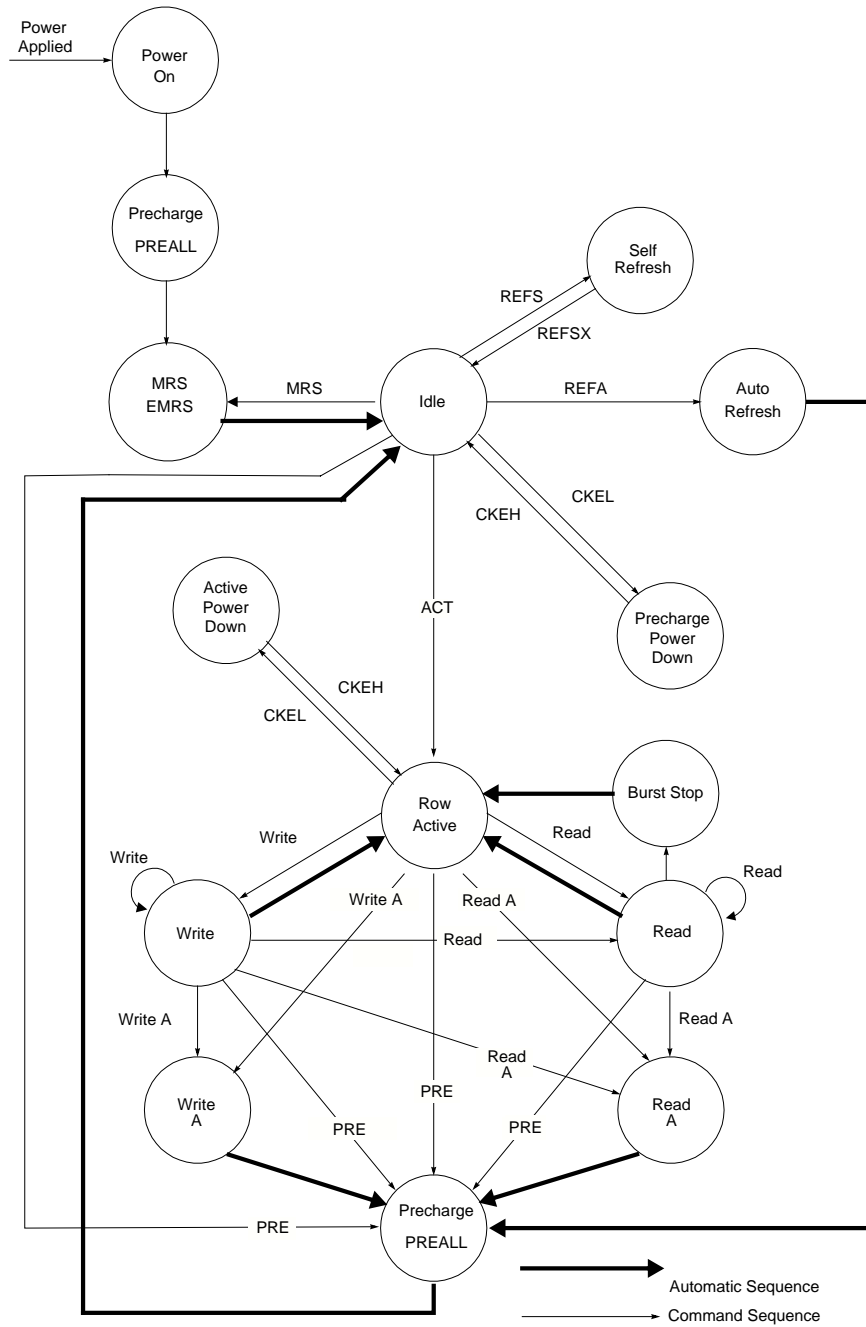 Power
Applied
Power
On
Precharge
PREALL
Self
Refresh
REFS
REFSX
MRS
EMRS
MRS
Idle
REFA
Auto
Refresh
CKEL
CKEH
Active
Power
Down
ACT
Precharge
Power
Down
CKEH
CKEL
Row
Active
Burst Stop
Write
Read
Write
Read
Write A
Read A
Write
Read
Read
Write A
Read A
Read
A
Write
A
PRE
Read
A
PRE
PRE
Precharge
PREALL
PRE
Automatic Sequence
Command Sequence